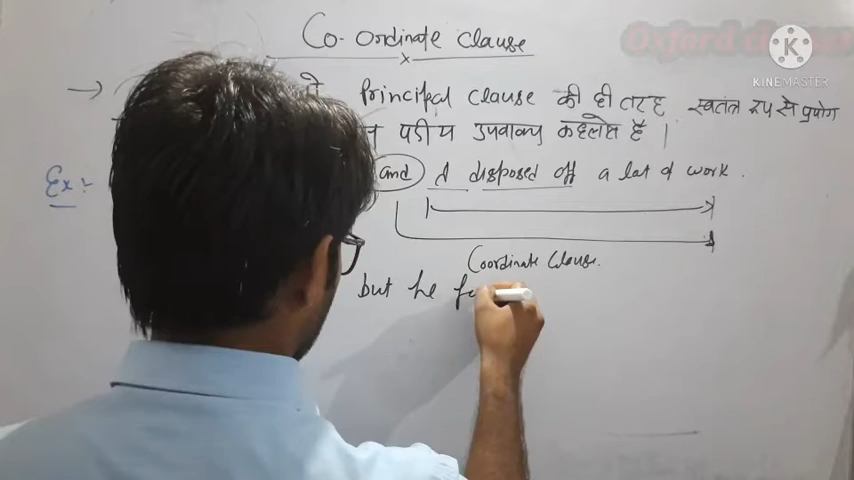 Co-ordinate clause
Oxford classes
KINEMASTER
→ Principal clause की ही तरह स्वतंत्र रूप से प्रयोग
पदीय उपवाक्य कहलाते हैं |
Ex:- and I disposed off a lot of work.
Coordinate Clause.
but he